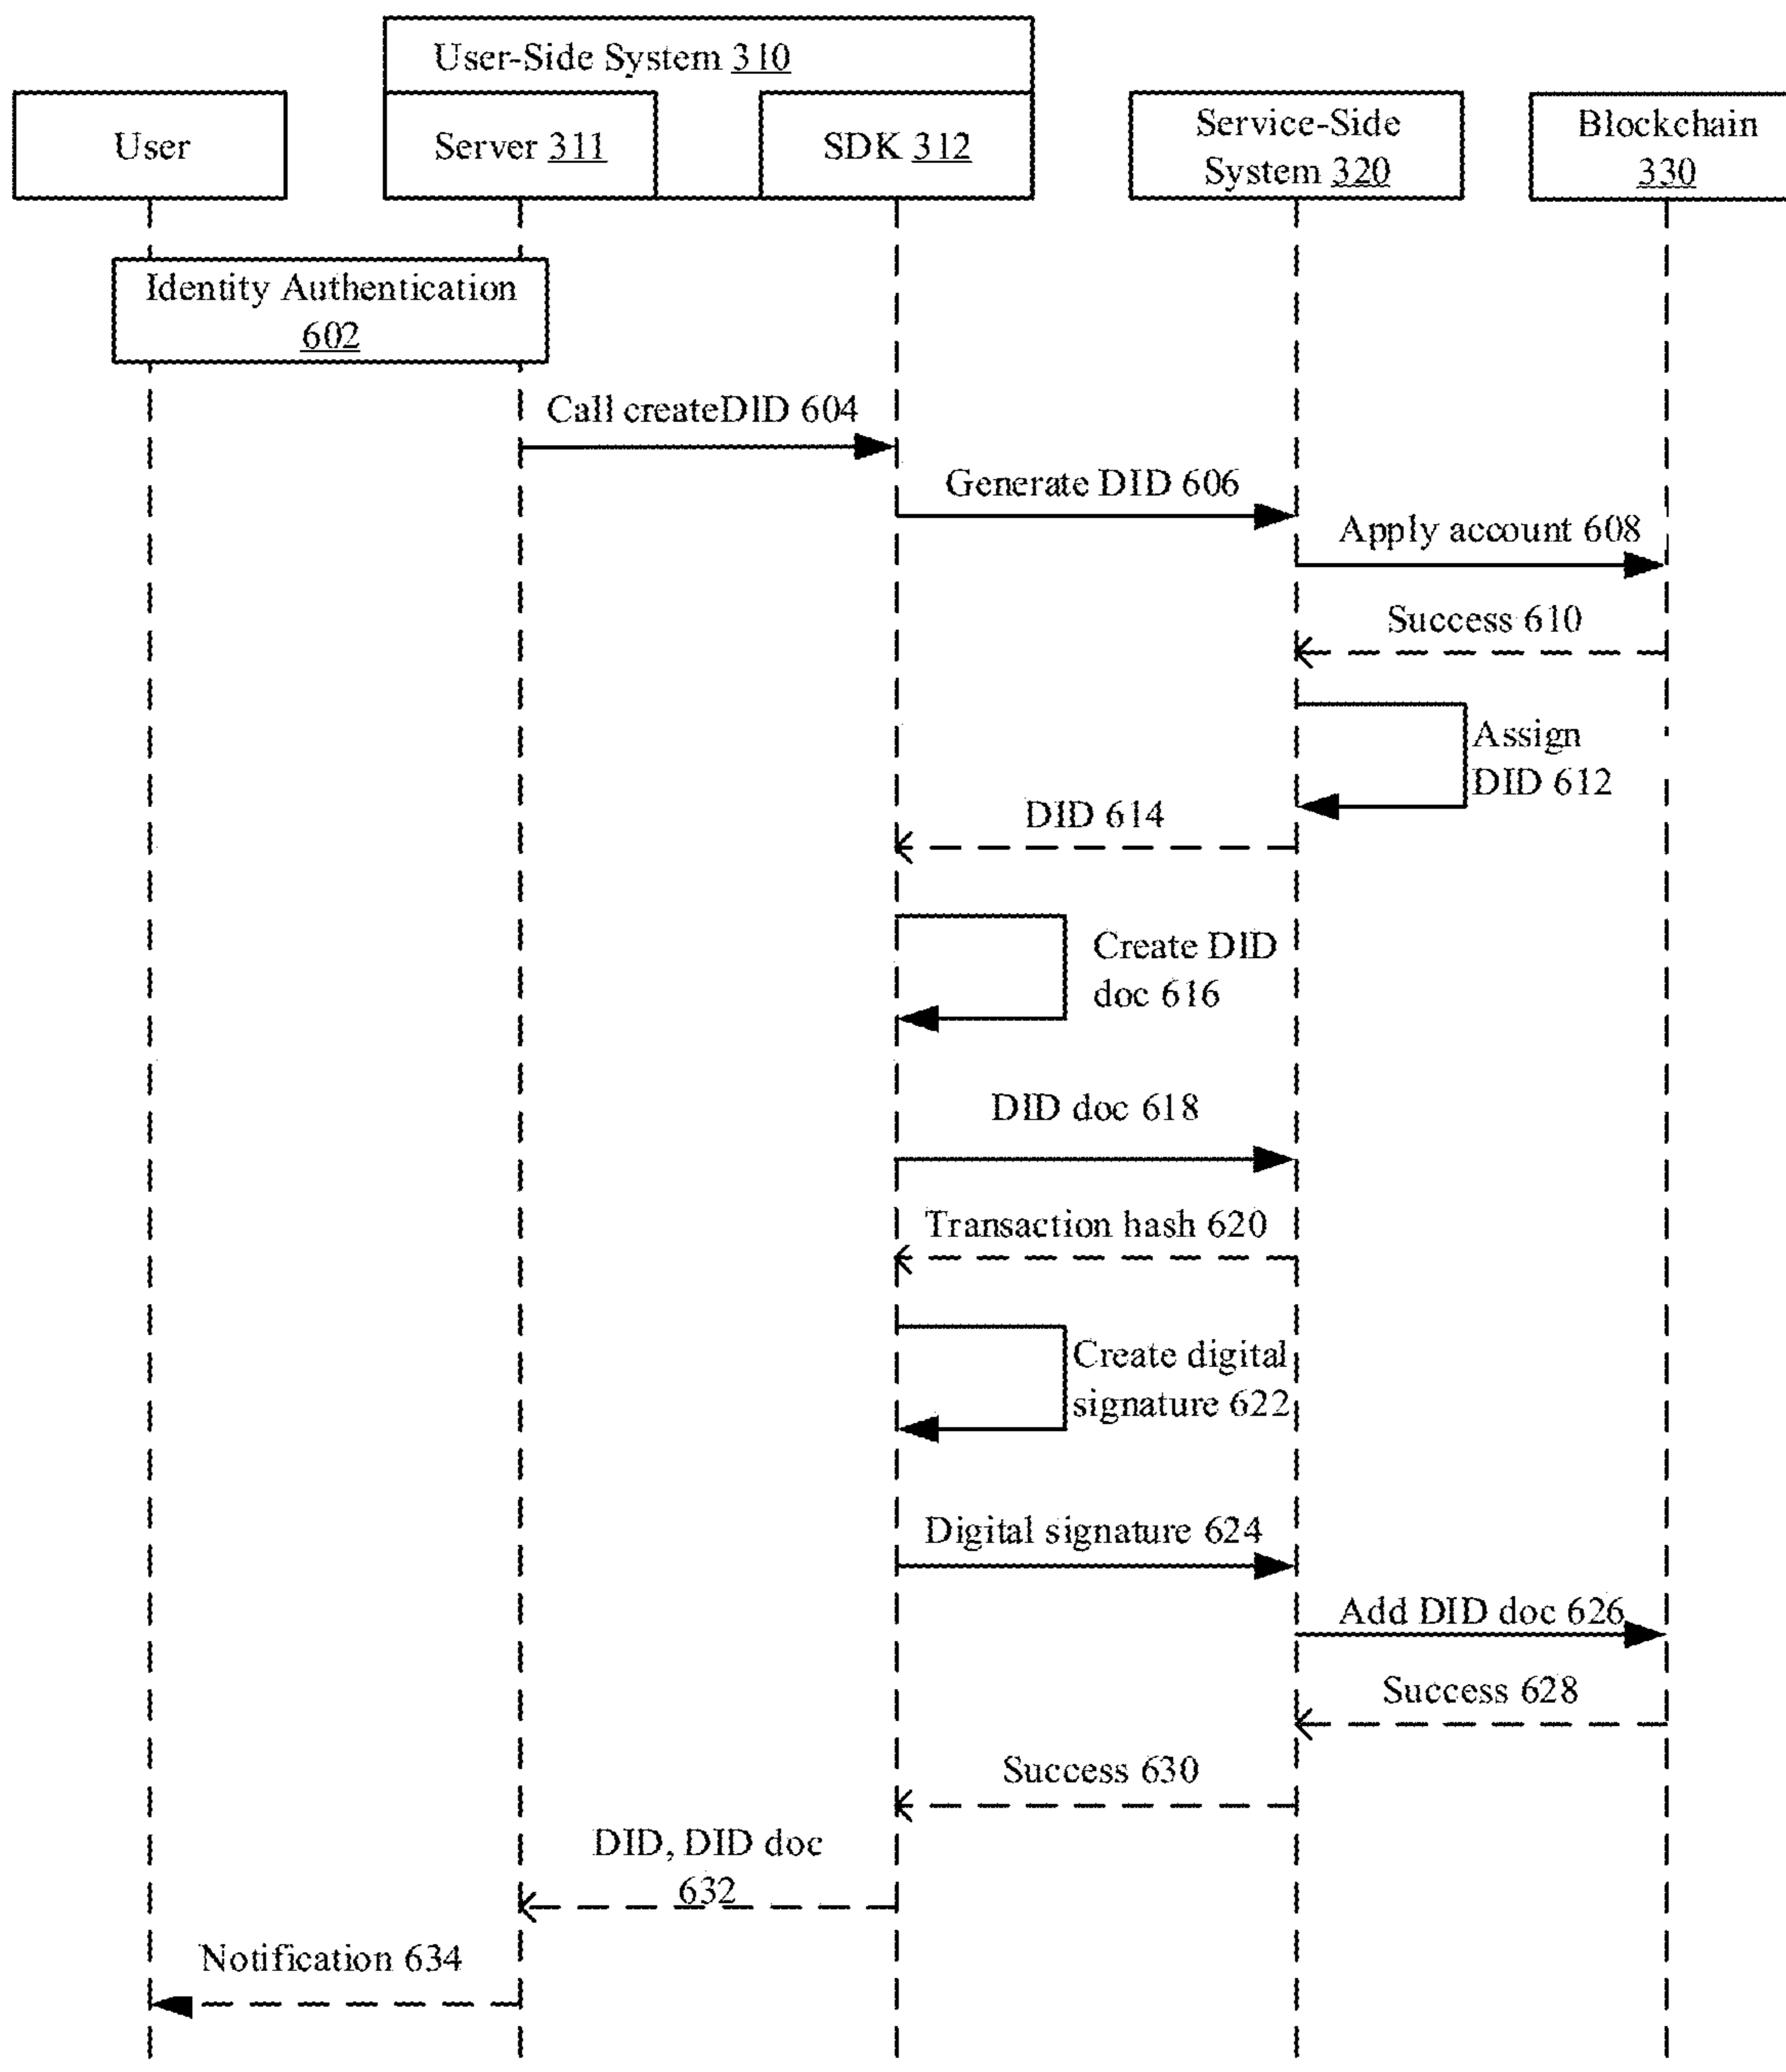 User-Side System 310
User
Server 311
SDK 312
Service-Side
System 320
Blockchain
330
Identity Authentication
602
Call createDID 604
Generate DID 606
Apply account 608
Success 610
Assign
DID 612
DID 614
Create DID
doc 616
DID doc 618
Transaction hash 620
Create digital
signature 622
Digital signature 624
Add DID doc 626
Success 628
Success 630
DID, DID doc
632
Notification 634